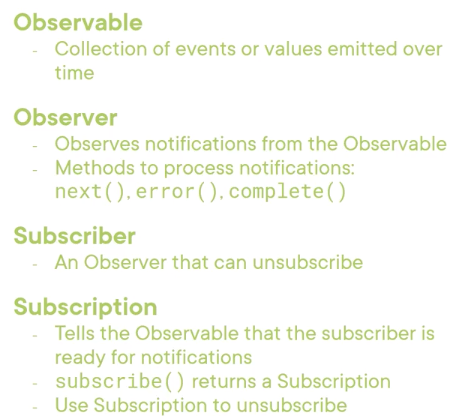 Observable
- Collection of events or values emitted over
time
Observer
- Observes notifications from the Observable
- Methods to process notifications:
next(), error(), complete()
Subscriber
- An Observer that can unsubscribe
Subscription
- Tells the Observable that the subscriber is
ready for notifications
- subscribe() returns a Subscription
- Use Subscription to unsubscribe